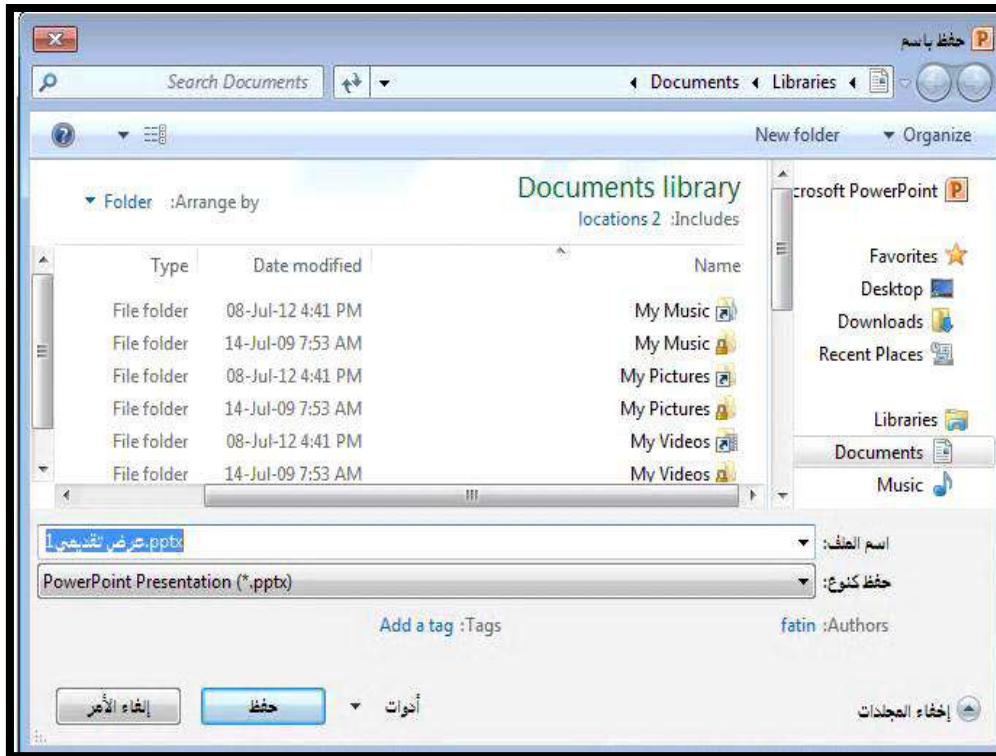 حفظ باسم
Libraries Documents Search Documents
Organize New folder
Microsoft PowerPoint
Favorites
Desktop
Downloads
Recent Places
Libraries
Documents
Music
Documents library
Includes: 2 locations
Arrange by: Folder
Name Date modified Type
My Music 08-Jul-12 4:41 PM File folder
My Music 14-Jul-09 7:53 AM File folder
My Pictures 08-Jul-12 4:41 PM File folder
My Pictures 14-Jul-09 7:53 AM File folder
My Videos 08-Jul-12 4:41 PM File folder
My Videos 14-Jul-09 7:53 AM File folder
اسم الملف: عرض تقديمي1.pptx
حفظ كنوع: PowerPoint Presentation (*.pptx)
Authors: fatin Tags: Add a tag
إخفاء المجلدات أدوات حفظ إلغاء الأمر